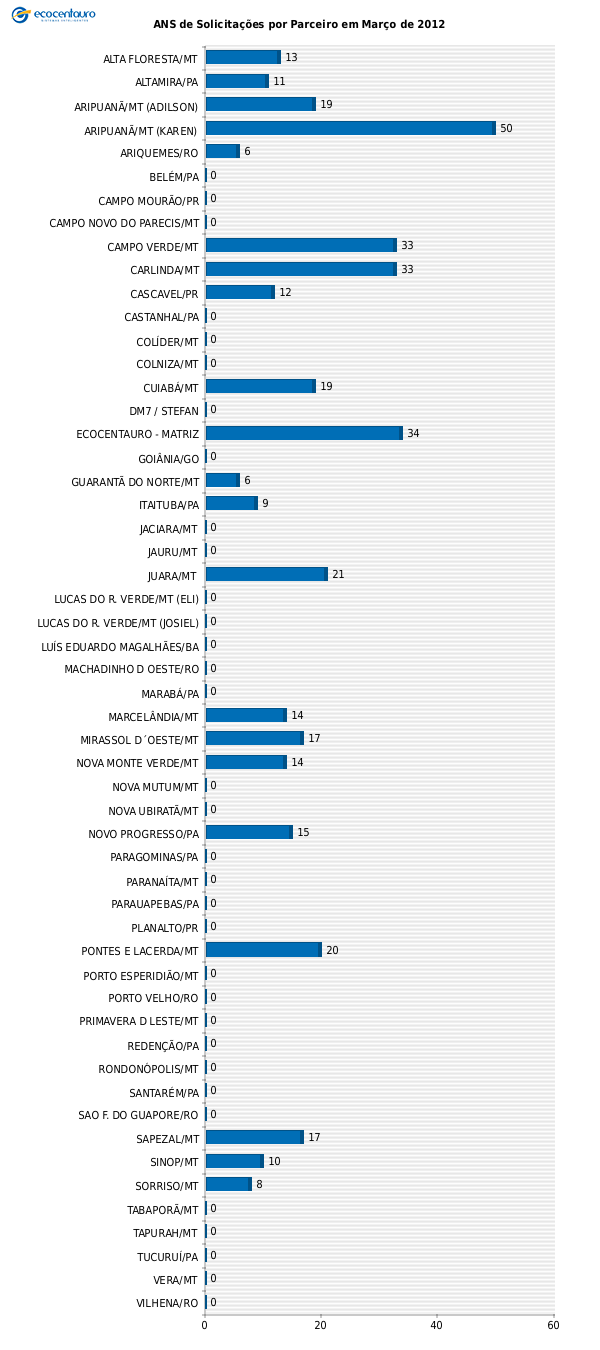 ecocentauro
ANS de Solicitações por Parceiro em Março de 2012
ALTA FLORESTA/MT 13
ALTAMIRA/PA 11
ARIPUANÃ/MT (ADILSON) 19
ARIPUANÃ/MT (KAREN) 50
ARIQUEMES/RO 6
BELÉM/PA 0
CAMPO MOURÃO/PR 0
CAMPO NOVO DO PARECIS/MT 0
CAMPO VERDE/MT 33
CARLINDA/MT 33
CASCAVEL/PR 12
CASTANHAL/PA 0
COLÍDER/MT 0
COLNIZA/MT 0
CUIABÁ/MT 19
DM7 / STEFAN 0
ECOCENTAURO - MATRIZ 34
GOIÂNIA/GO 0
GUARANTÃ DO NORTE/MT 6
ITAITUBA/PA 9
JACIARA/MT 0
JAURU/MT 0
JUARA/MT 21
LUCAS DO R. VERDE/MT (ELI) 0
LUCAS DO R. VERDE/MT (JOSIEL) 0
LUÍS EDUARDO MAGALHÃES/BA 0
MACHADINHO D OESTE/RO 0
MARABÁ/PA 0
MARCELÂNDIA/MT 14
MIRASSOL D´OESTE/MT 17
NOVA MONTE VERDE/MT 14
NOVA MUTUM/MT 0
NOVA UBIRATÃ/MT 0
NOVO PROGRESSO/PA 15
PARAGOMINAS/PA 0
PARANAÍTA/MT 0
PARAUAPEBAS/PA 0
PLANALTO/PR 0
PONTES E LACERDA/MT 20
PORTO ESPERIDIÃO/MT 0
PORTO VELHO/RO 0
PRIMAVERA D LESTE/MT 0
REDENÇÃO/PA 0
RONDONÓPOLIS/MT 0
SANTARÉM/PA 0
SAO F. DO GUAPORE/RO 0
SAPEZAL/MT 17
SINOP/MT 10
SORRISO/MT 8
TABAPORÃ/MT 0
TAPURAH/MT 0
TUCURUÍ/PA 0
VERA/MT 0
VILHENA/RO 0
0 20 40 60